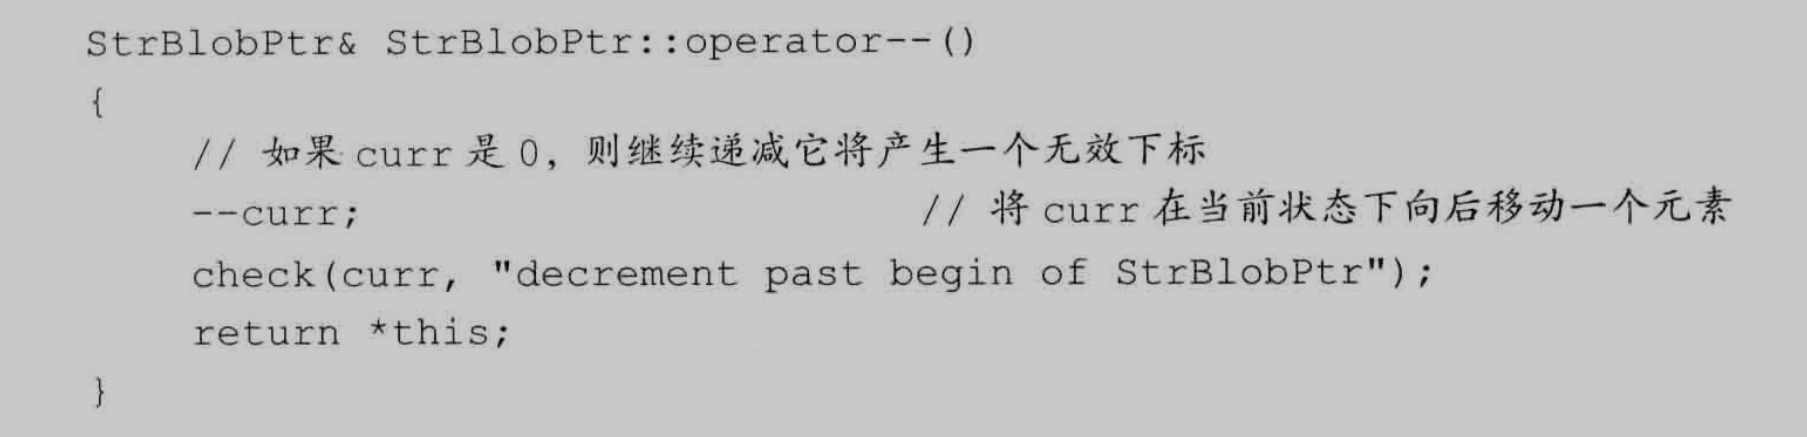 StrBlobPtr& StrBlobPtr::operator--()
{
// 如果 curr 是 0，则继续递减它将产生一个无效下标
--curr; // 将 curr 在当前状态下向后移动一个元素
check(curr, "decrement past begin of StrBlobPtr");
return *this;
}